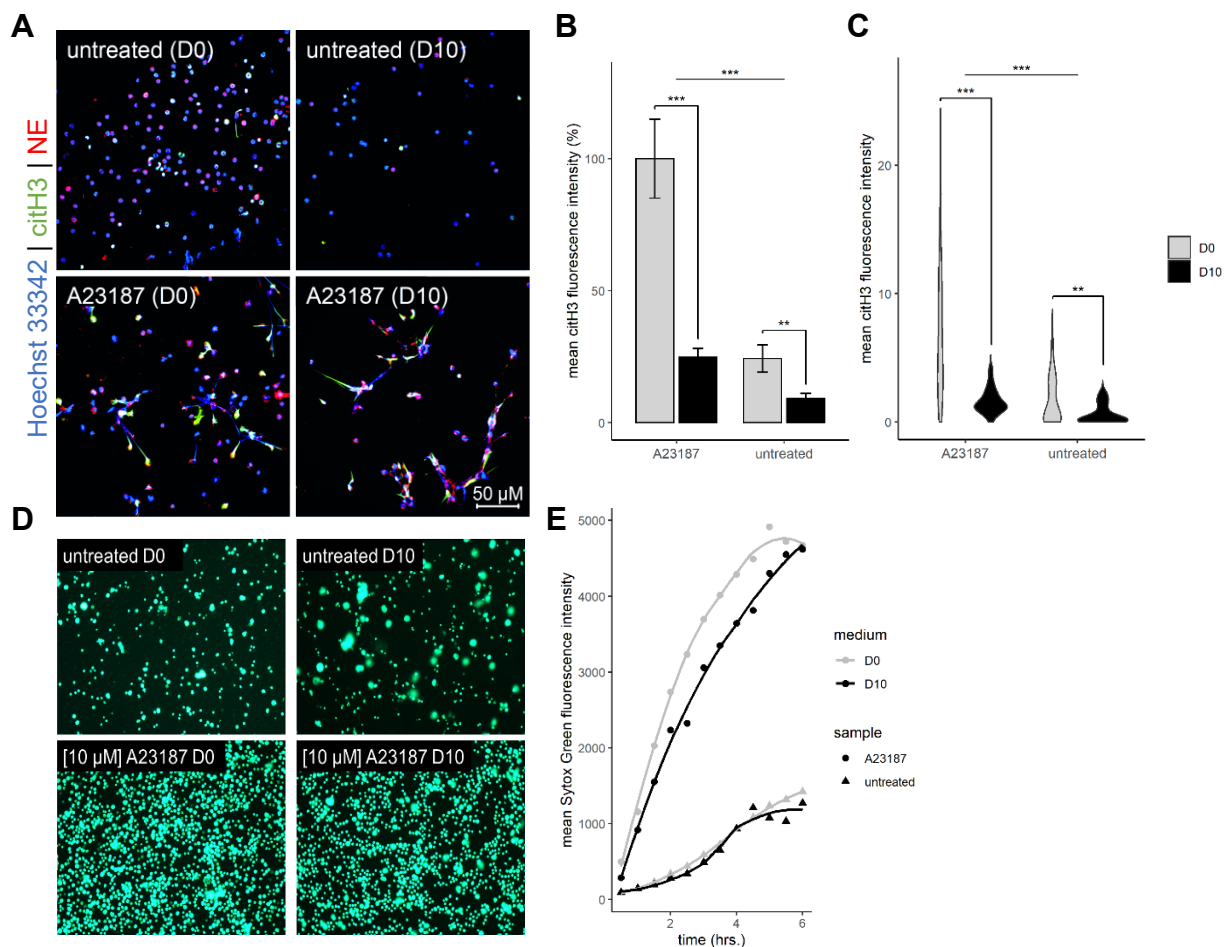 A
Hoechst 33342 | citH3 | NE
untreated (D0)
untreated (D10)
A23187 (D0)
A23187 (D10)
50 µM
B
mean citH3 fluorescence intensity (%)
100
50
0
***
***
**
A23187
untreated
C
mean citH3 fluorescence intensity
20
10
0
***
***
**
A23187
untreated
D0
D10
D
untreated D0
untreated D10
[10 µM] A23187 D0
[10 µM] A23187 D10
E
mean Sytox Green fluorescence intensity
5000
4000
3000
2000
1000
0
2
4
6
time (hrs.)
medium
D0
D10
sample
A23187
untreated